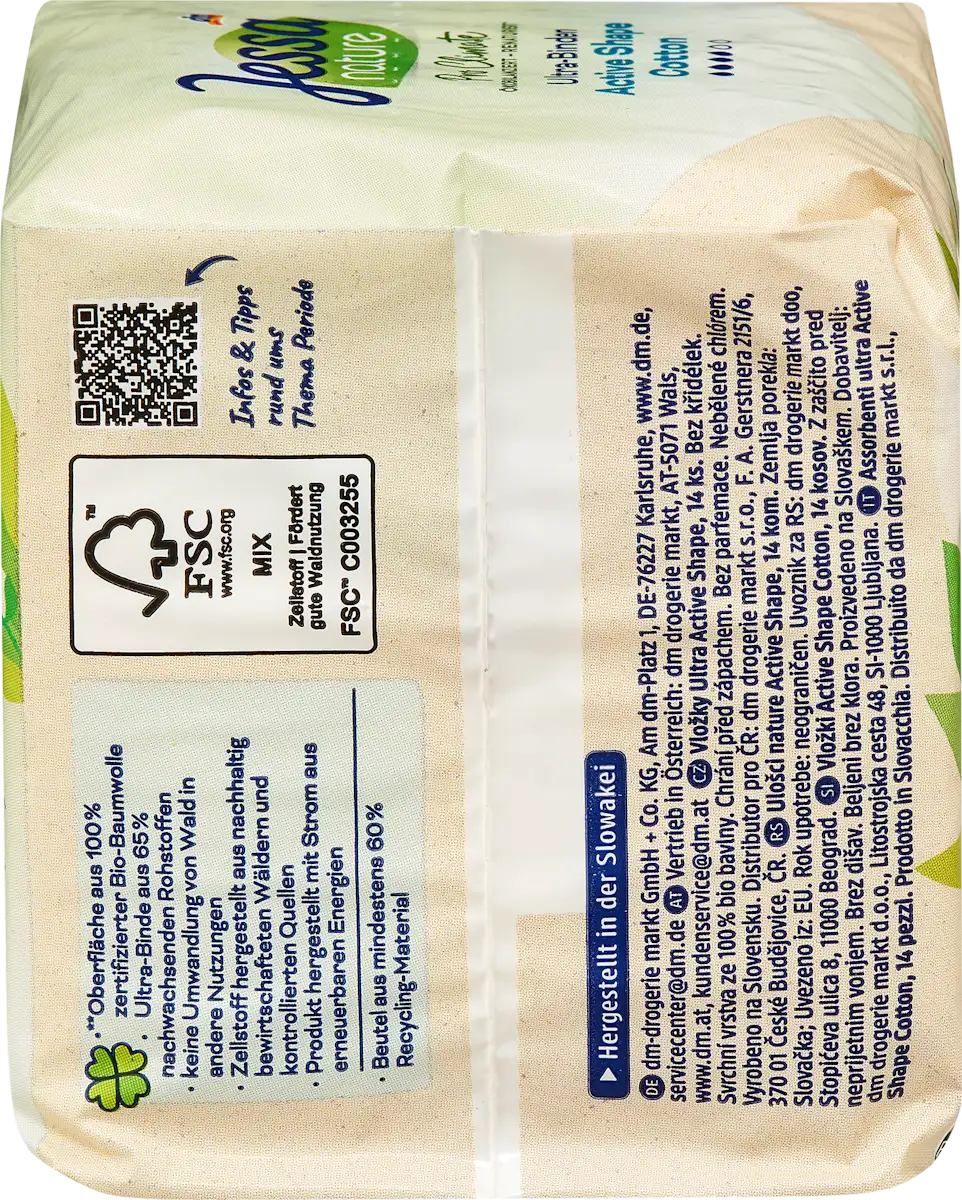 Jessa
nature
Pro Climate
Ultra-Binden
Active Shape
Cotton
Infos & Tipps
rund ums
Thema Periode
FSC
www.fsc.org
MIX
Zellstoff | Fördert
gute Waldnutzung
FSC™ C003255
• **Oberfläche aus 100%
zertifizierter Bio-Baumwolle
• Ultra-Binde aus 65%
nachwachsenden Rohstoffen
• keine Umwandlung von Wald in
andere Nutzungen
• Zellstoff hergestellt aus nachhaltig
bewirtschafteten Wäldern und
kontrollierten Quellen
• Produkt hergestellt mit Strom aus
erneuerbaren Energien
• Beutel aus mindestens 60%
Recycling-Material
▶ Hergestellt in der Slowakei
DE dm-drogerie markt GmbH + Co. KG, Am dm-Platz 1, DE-76227 Karlsruhe, www.dm.de,
servicecenter@dm.de AT Vertrieb in Österreich: dm drogerie markt, AT-5071 Wals,
www.dm.at, kundenservice@dm.at CZ Vložky Ultra Active Shape, 14 ks. Bez křidélek.
Svrchní vrstva ze 100% bio bavlny. Chrání před zápachem. Bez parfemace. Nebělené chlórem.
Vyrobeno na Slovensku. Distributor pro ČR: dm drogerie markt s.r.o., F. A. Gerstnera 2151/6,
370 01 České Budějovice, ČR. RS Ulošci nature Active Shape, 14 kom. Zemlja porekla:
Slovačka; Uvezeno iz: EU. Rok upotrebe: neograničen. Uvoznik za RS: dm drogerie markt doo,
Stopićeva ulica 8, 11000 Beograd. SI Vložki Active Shape Cotton, 14 kosov. Z zaščito pred
neprijetnim vonjem. Brez dišav. Beljeni brez klora. Proizvedeno na Slovaškem. Dobavitelj:
dm drogerie markt d.o.o., Litostrojska cesta 48, SI-1000 Ljubljana. IT Assorbenti ultra Active
Shape Cotton, 14 pezzi. Prodotto in Slovacchia. Distribuito da dm drogerie markt s.r.l.,